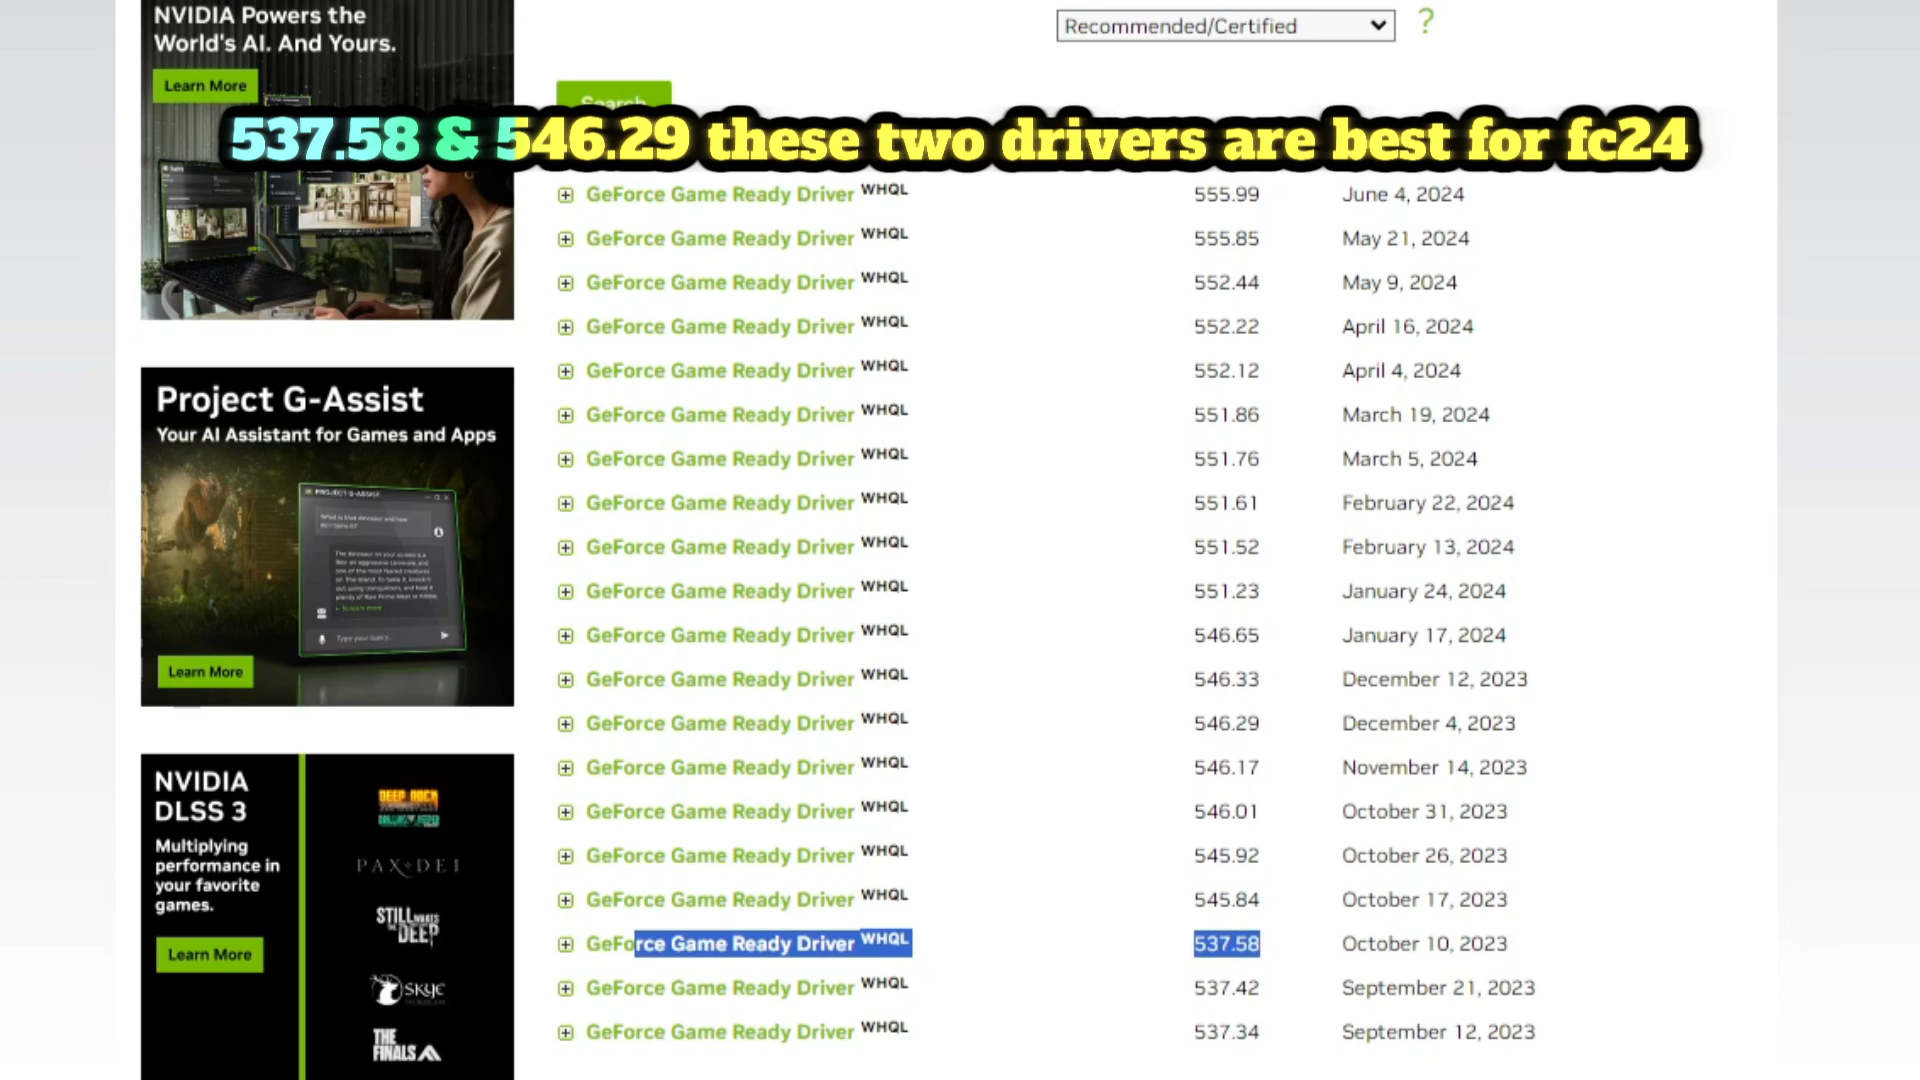 NVIDIA Powers the
World's AI. And Yours.
Learn More
Recommended/Certified
?
Search
537.58 & 546.29 these two drivers are best for fc24
GeForce Game Ready Driver WHQL 555.99 June 4, 2024
GeForce Game Ready Driver WHQL 555.85 May 21, 2024
GeForce Game Ready Driver WHQL 552.44 May 9, 2024
GeForce Game Ready Driver WHQL 552.22 April 16, 2024
GeForce Game Ready Driver WHQL 552.12 April 4, 2024
GeForce Game Ready Driver WHQL 551.86 March 19, 2024
GeForce Game Ready Driver WHQL 551.76 March 5, 2024
GeForce Game Ready Driver WHQL 551.61 February 22, 2024
GeForce Game Ready Driver WHQL 551.52 February 13, 2024
GeForce Game Ready Driver WHQL 551.23 January 24, 2024
GeForce Game Ready Driver WHQL 546.65 January 17, 2024
GeForce Game Ready Driver WHQL 546.33 December 12, 2023
GeForce Game Ready Driver WHQL 546.29 December 4, 2023
GeForce Game Ready Driver WHQL 546.17 November 14, 2023
GeForce Game Ready Driver WHQL 546.01 October 31, 2023
GeForce Game Ready Driver WHQL 545.92 October 26, 2023
GeForce Game Ready Driver WHQL 545.84 October 17, 2023
GeForce Game Ready Driver WHQL 537.58 October 10, 2023
GeForce Game Ready Driver WHQL 537.42 September 21, 2023
GeForce Game Ready Driver WHQL 537.34 September 12, 2023
Project G-Assist
Your AI Assistant for Games and Apps
PROJECT G-ASSIST
Type your query...
Learn More
NVIDIA
DLSS 3
Multiplying
performance in
your favorite
games.
Learn More
DEEP ROCK
PAX DEI
STILL WAKES
THE DEEP
SKYE
THE
FINALS